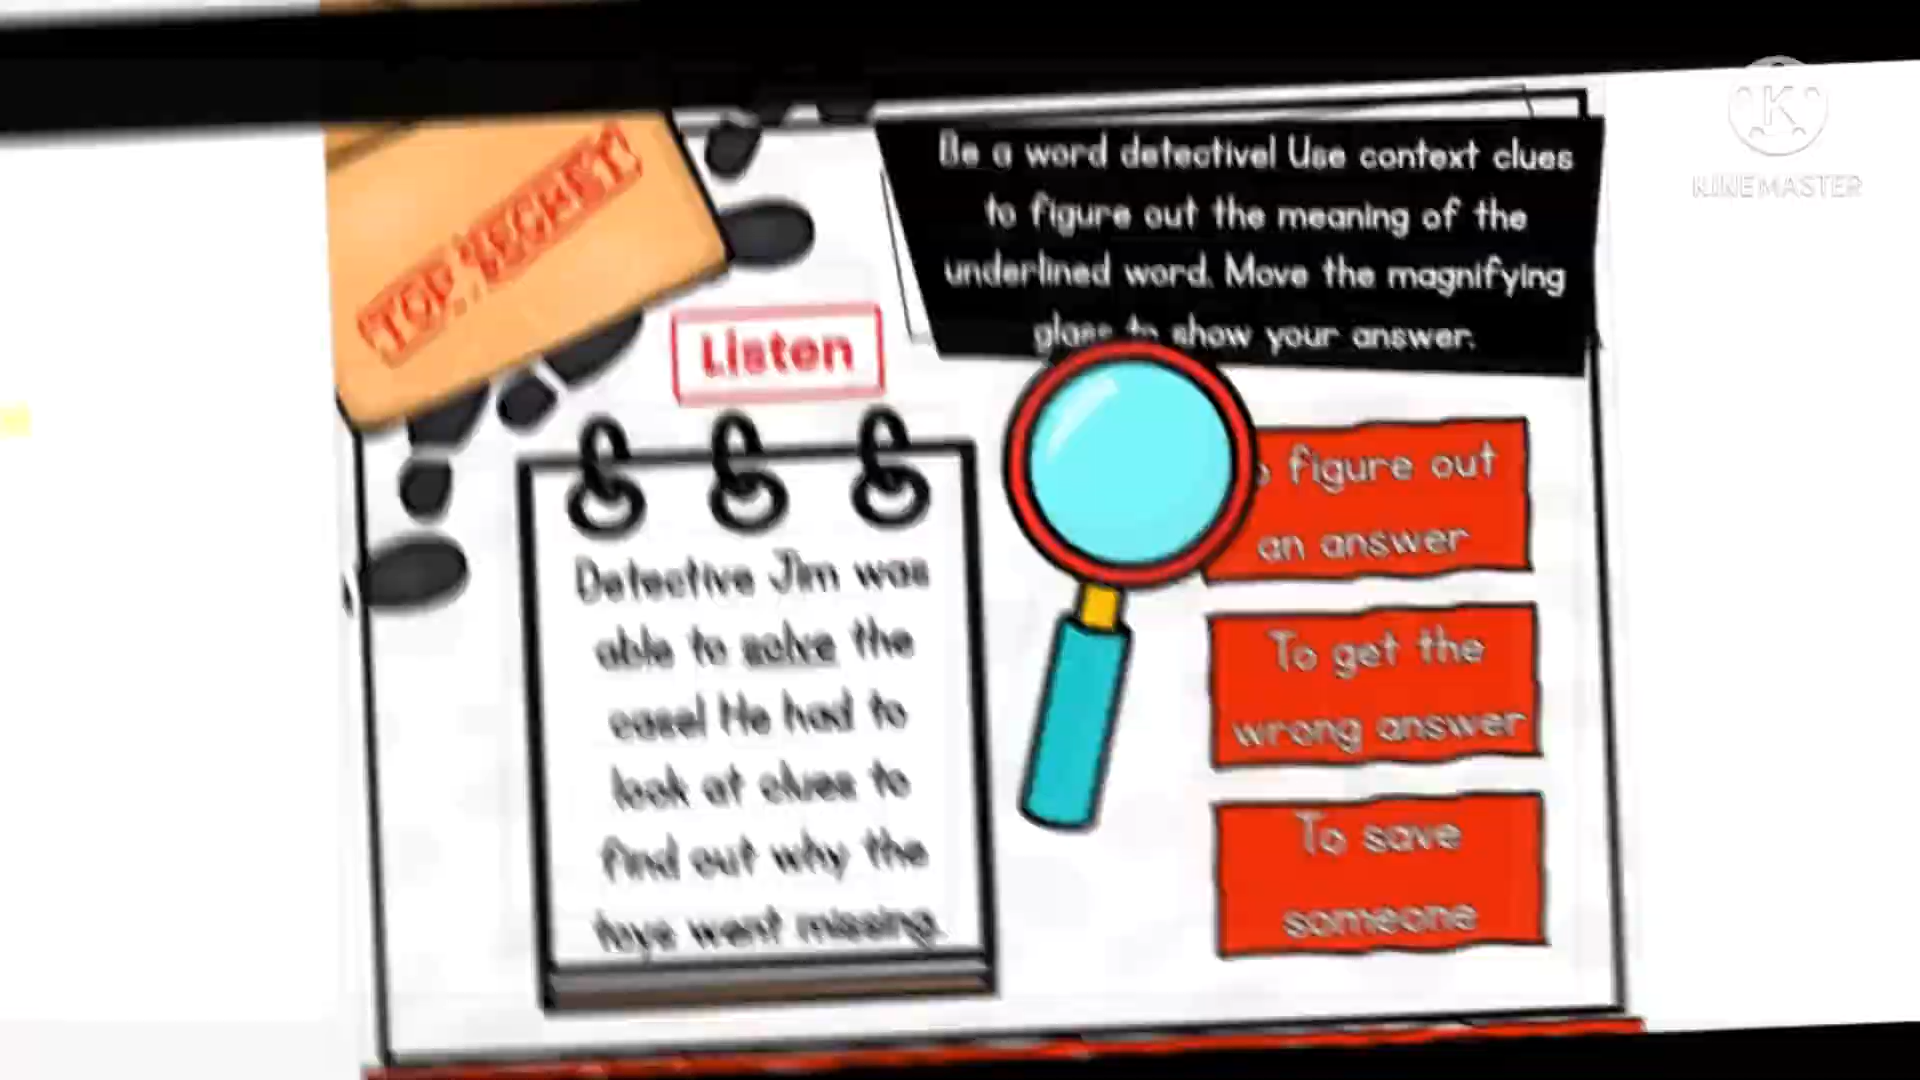 TOP SECRET
Be a word detective! Use context clues
to figure out the meaning of the
underlined word. Move the magnifying
glass to show your answer.
KINEMASTER
Listen
Detective Jim was
able to solve the
case! He had to
look at clues to
find out why the
toys went missing.
figure out
an answer
To get the
wrong answer
To save
someone